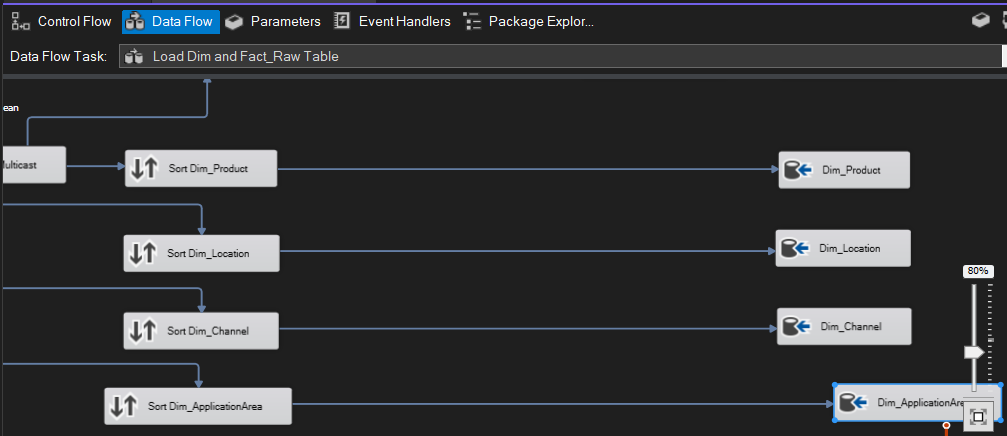 Control Flow Data Flow Parameters Event Handlers Package Explor...
Data Flow Task: Load Dim and Fact_Raw Table
ean
Multicast Sort Dim_Product Dim_Product
Sort Dim_Location Dim_Location
80%
Sort Dim_Channel Dim_Channel
Sort Dim_ApplicationArea Dim_ApplicationAre